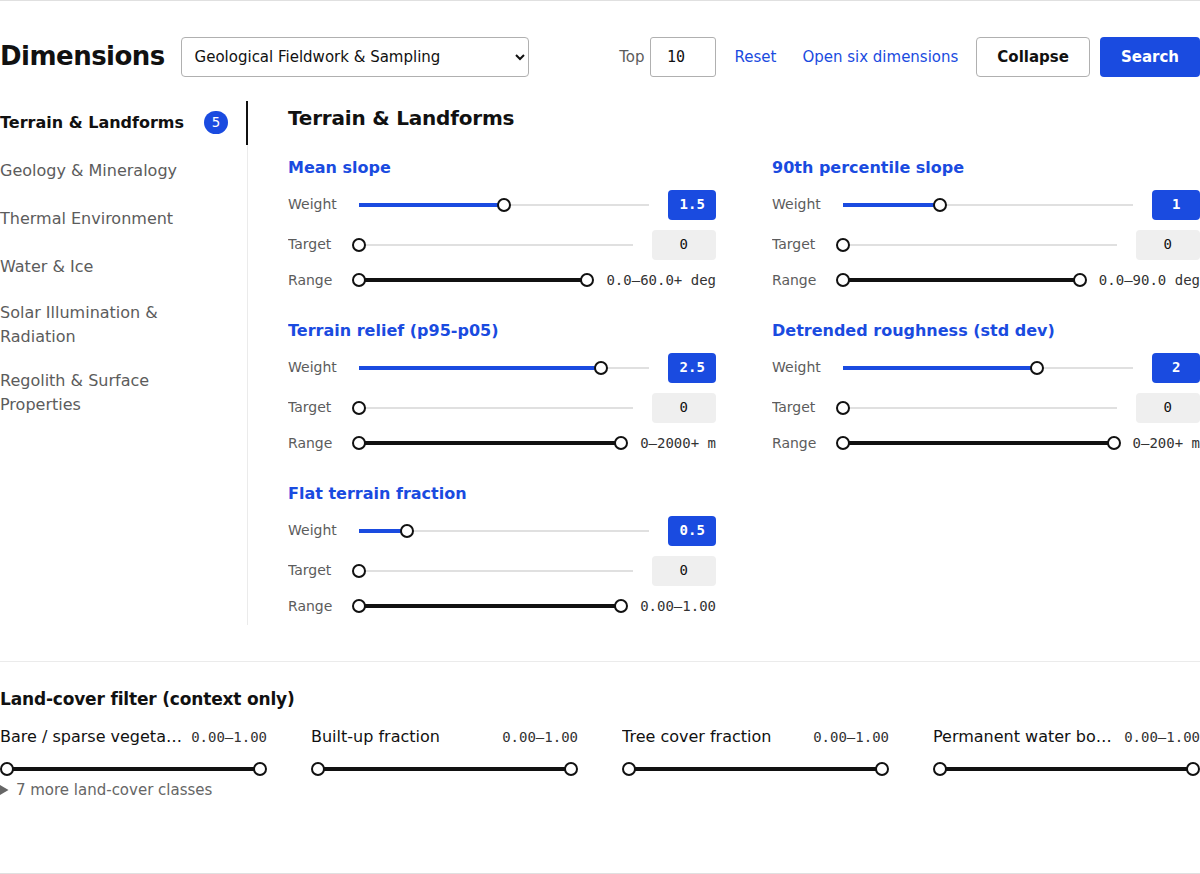 Dimensions
Geological Fieldwork & Sampling
Top 10 Reset Open six dimensions Collapse Search
Terrain & Landforms 5
Geology & Mineralogy
Thermal Environment
Water & Ice
Solar Illumination &
Radiation
Regolith & Surface
Properties
Terrain & Landforms
Mean slope
Weight 1.5
Target 0
Range 0.0–60.0+ deg
90th percentile slope
Weight 1
Target 0
Range 0.0–90.0 deg
Terrain relief (p95-p05)
Weight 2.5
Target 0
Range 0–2000+ m
Detrended roughness (std dev)
Weight 2
Target 0
Range 0–200+ m
Flat terrain fraction
Weight 0.5
Target 0
Range 0.00–1.00
Land-cover filter (context only)
Bare / sparse vegeta… 0.00–1.00
Built-up fraction 0.00–1.00
Tree cover fraction 0.00–1.00
Permanent water bo… 0.00–1.00
7 more land-cover classes